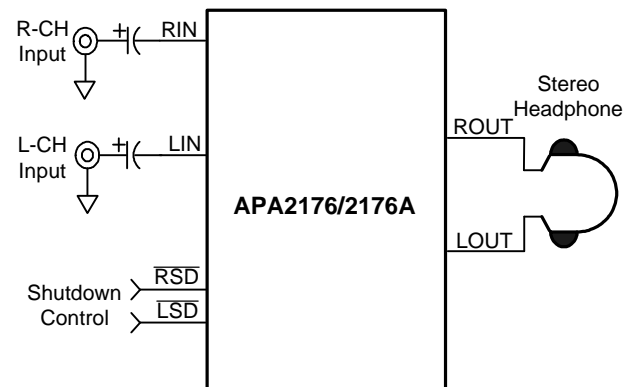 R-CH
Input
+
RIN
L-CH
Input
+
LIN
APA2176/2176A
Shutdown
Control
RSD
LSD
ROUT
LOUT
Stereo
Headphone